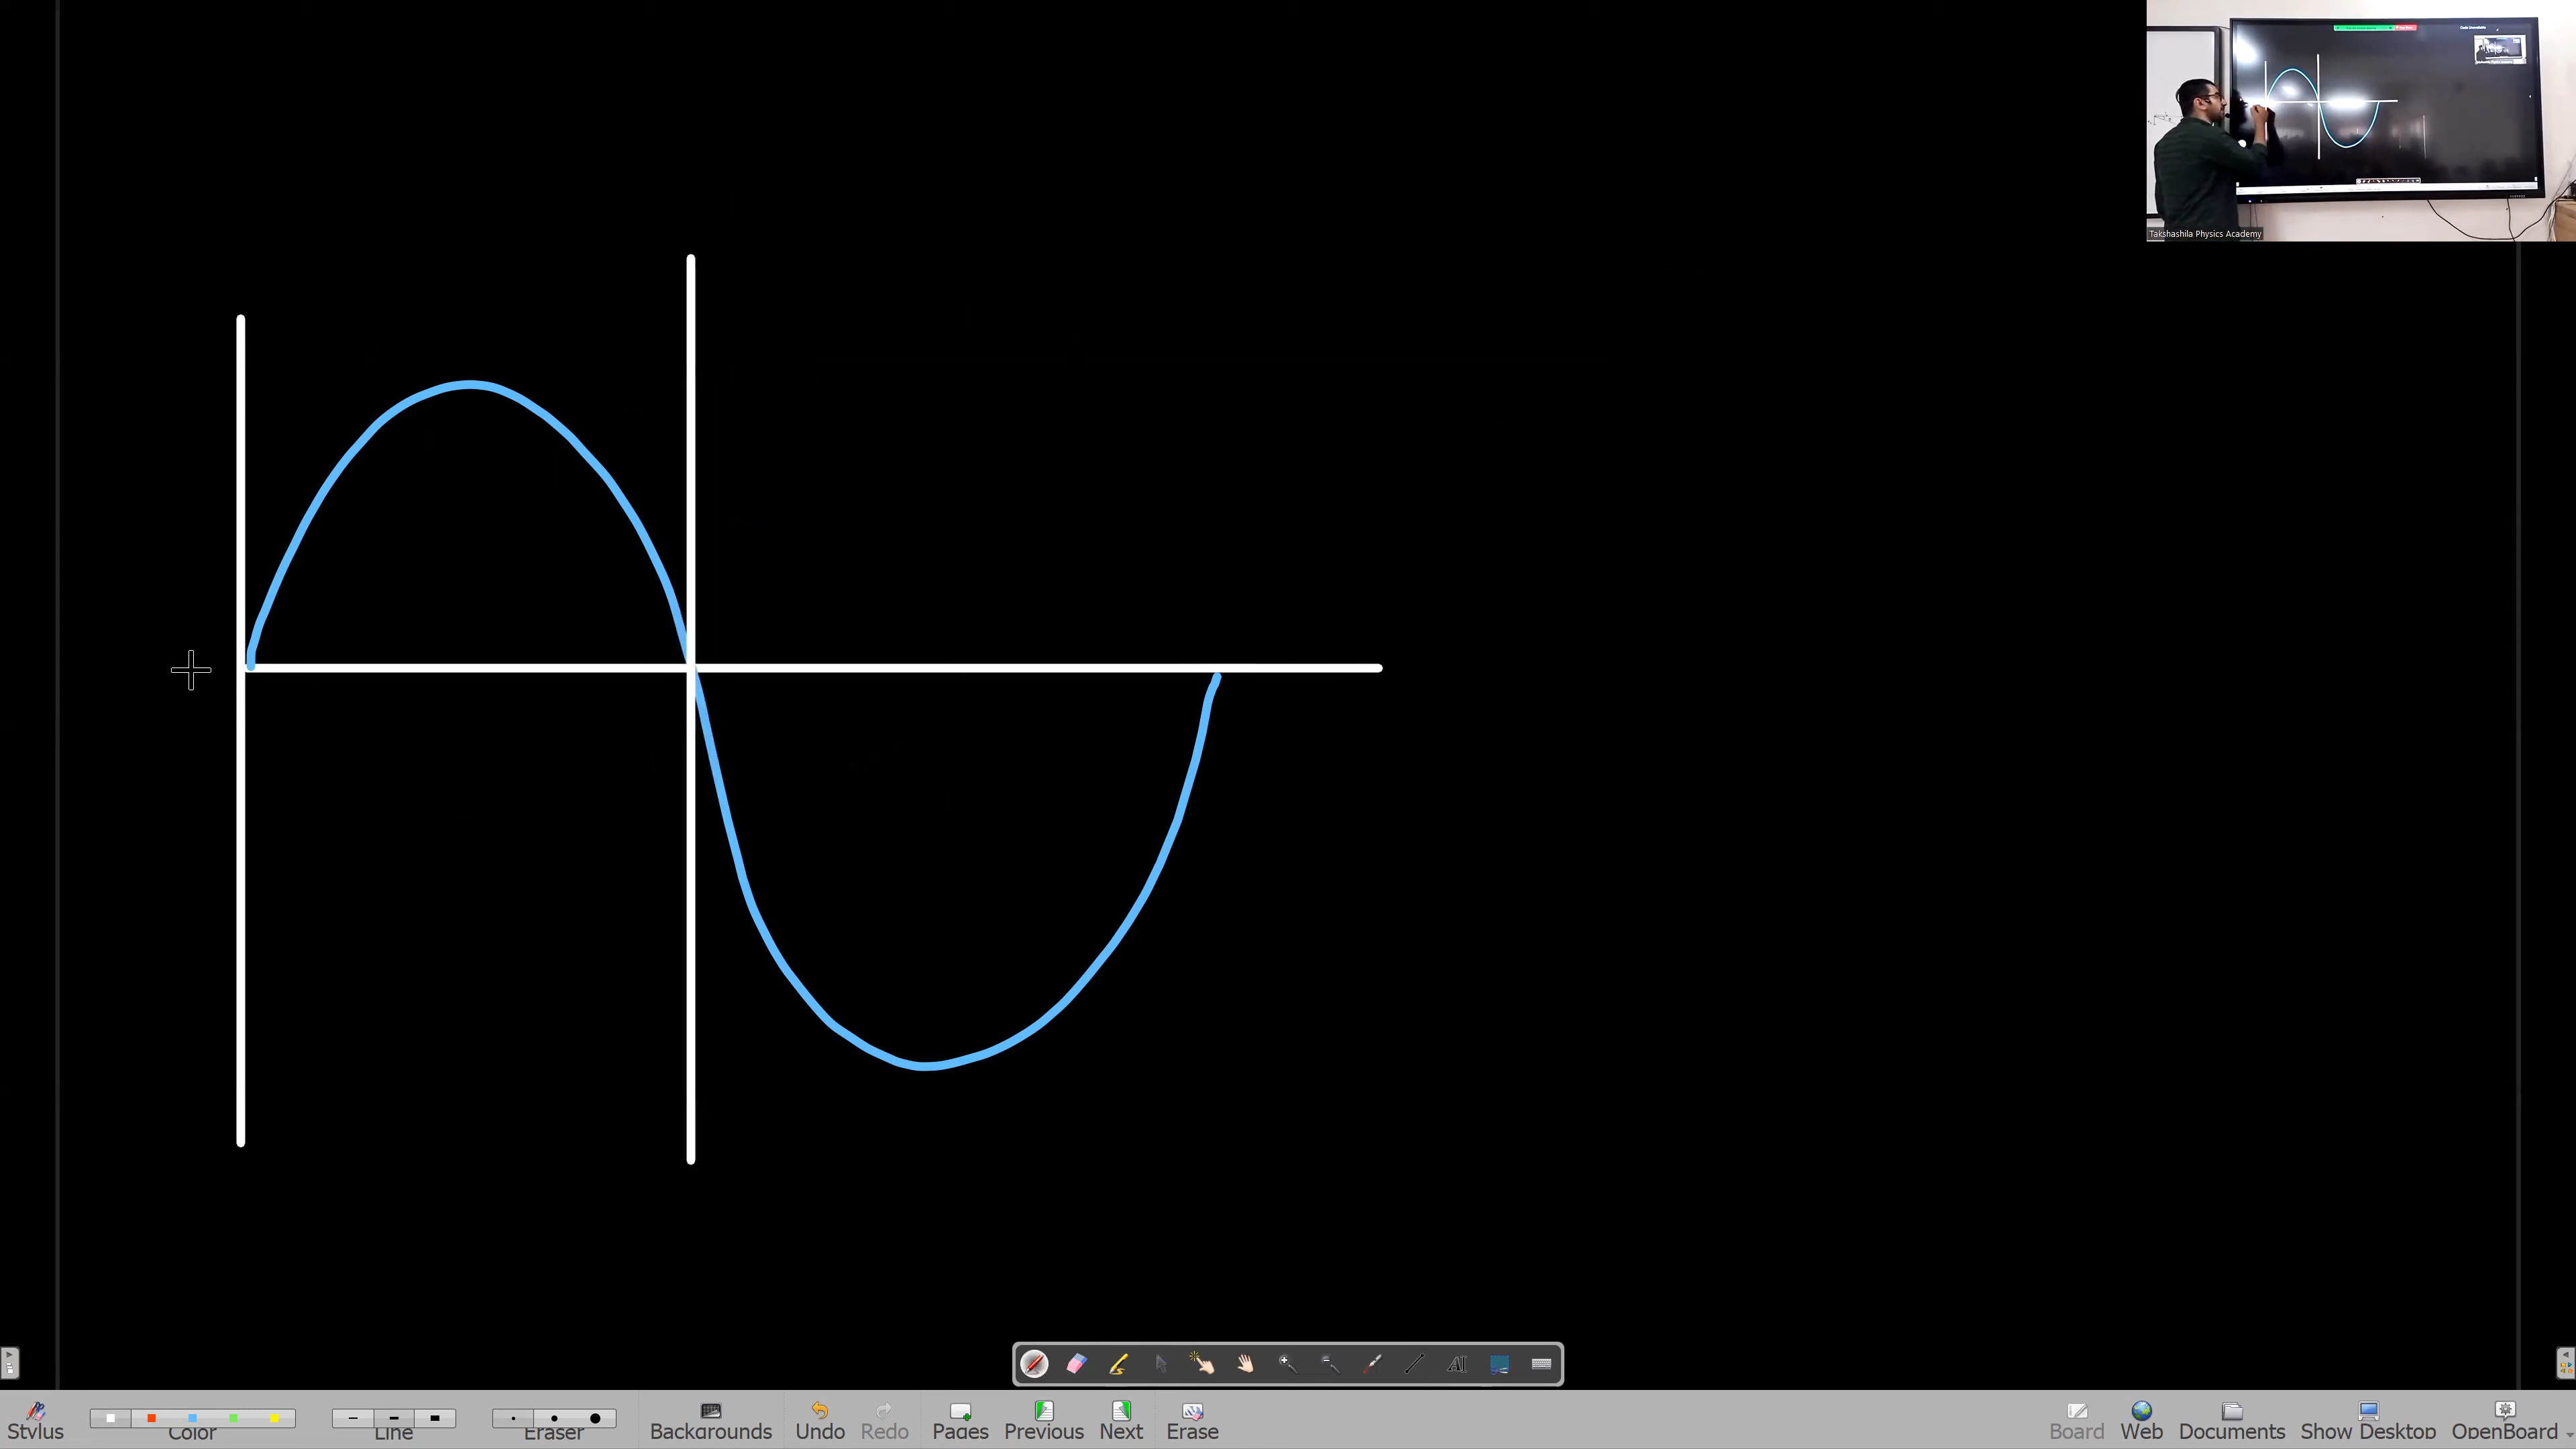 Takshashila Physics Academy
AI
Stylus
Color
Line
Eraser
Backgrounds
Undo
Redo
Pages
Previous
Next
Erase
Board
Web
Documents
Show Desktop
OpenBoard